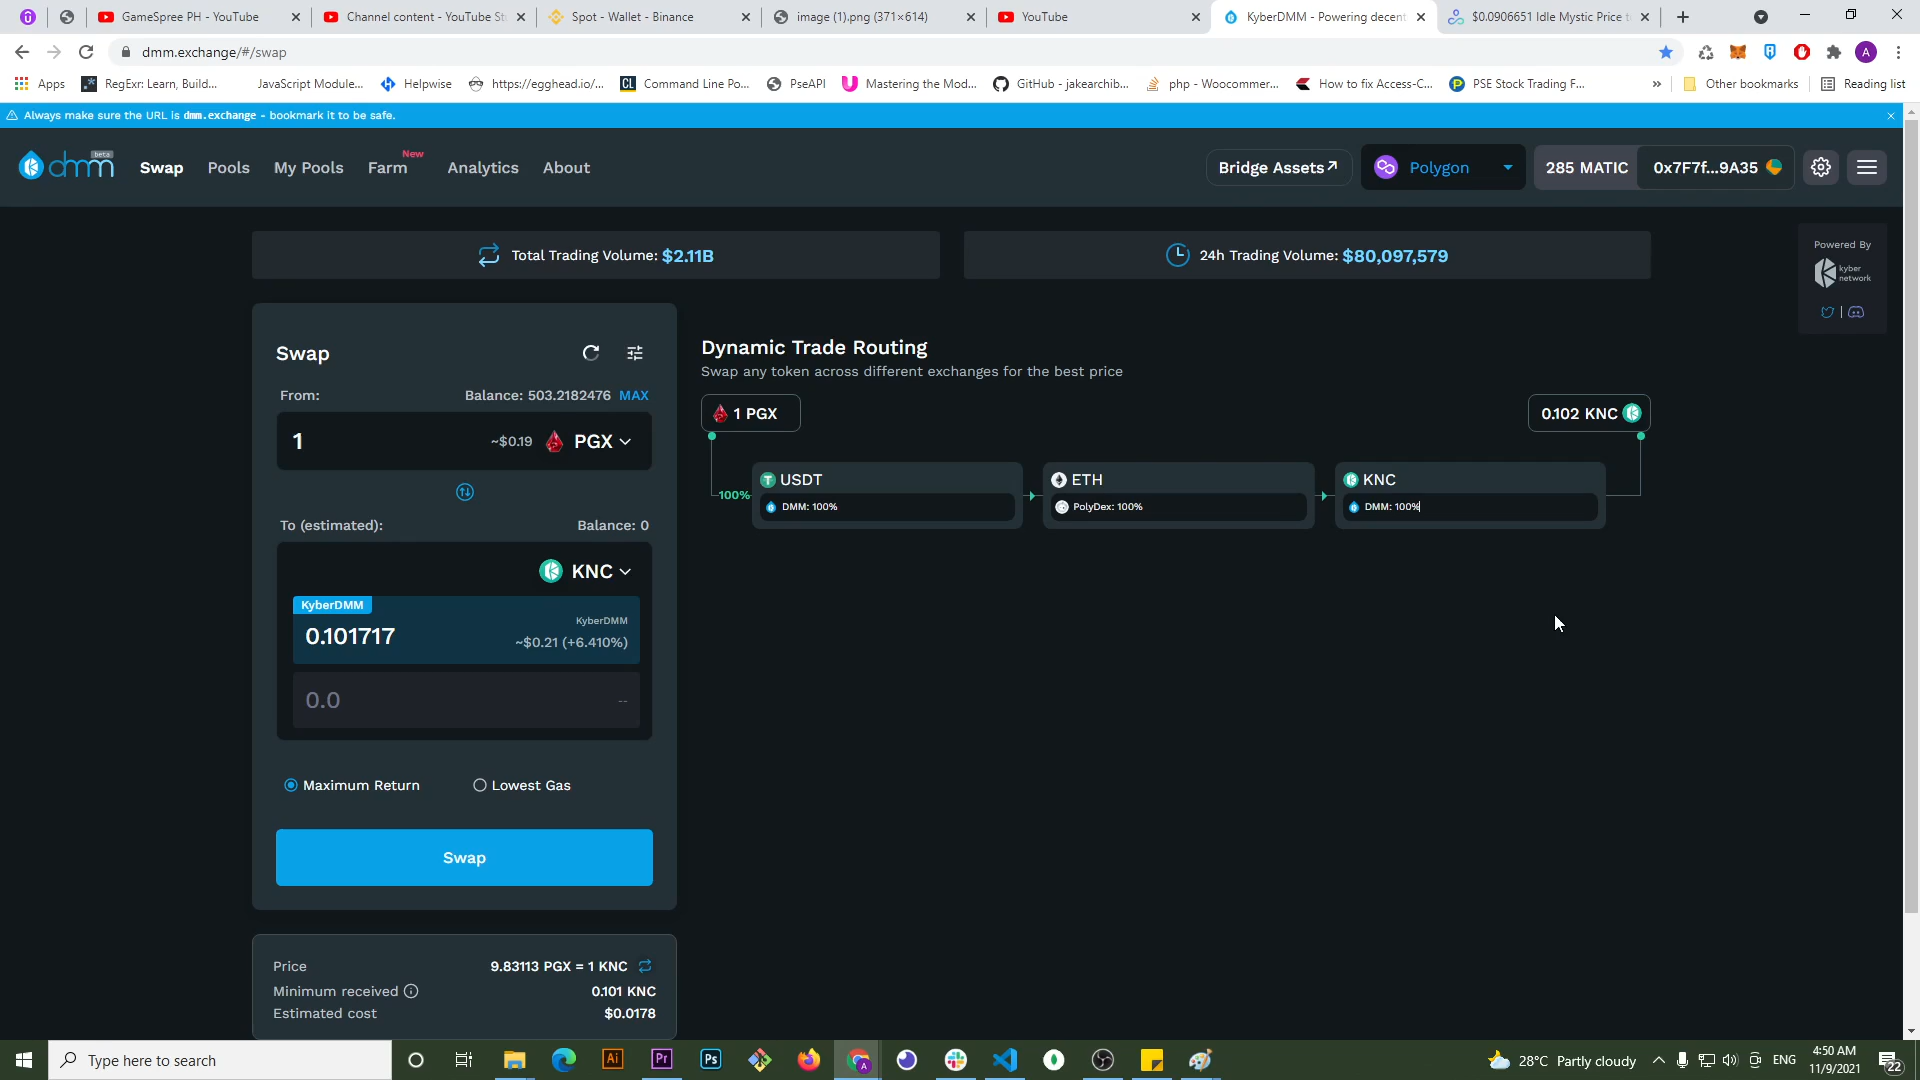 GameSpree PH - YouTube
Channel content - YouTube St
Spot - Wallet - Binance
image (1).png (371×614)
YouTube
KyberDMM - Powering decent
$0.0906651 Idle Mystic Price t
dmm.exchange/#/swap
Apps
RegExr: Learn, Build...
JavaScript Module...
Helpwise
https://egghead.io/...
CL
Command Line Po...
PseAPI
Mastering the Mod...
GitHub - jakearchib...
php - Woocommer...
How to fix Access-C...
PSE Stock Trading F...
»
Other bookmarks
Reading list
Always make sure the URL is dmm.exchange - bookmark it to be safe.
dmm
beta
Swap
Pools
My Pools
Farm
New
Analytics
About
Bridge Assets↗
Polygon
285 MATIC
0x7F7f...9A35
Total Trading Volume: $2.11B
24h Trading Volume: $80,097,579
Powered By
kyber
network
Swap
From:
Balance: 503.2182476 MAX
1
~$0.19
PGX
To (estimated):
Balance: 0
KNC
KyberDMM
KyberDMM
0.101717
~$0.21 (+6.410%)
0.0
--
Maximum Return
Lowest Gas
Swap
Price
9.83113 PGX = 1 KNC
Minimum received
0.101 KNC
Estimated cost
$0.0178
Dynamic Trade Routing
Swap any token across different exchanges for the best price
1 PGX
0.102 KNC
100%
USDT
DMM: 100%
ETH
PolyDex: 100%
KNC
DMM: 100%
Type here to search
Ai
Pr
Ps
A
28°C Partly cloudy
ENG
4:50 AM
11/9/2021
22